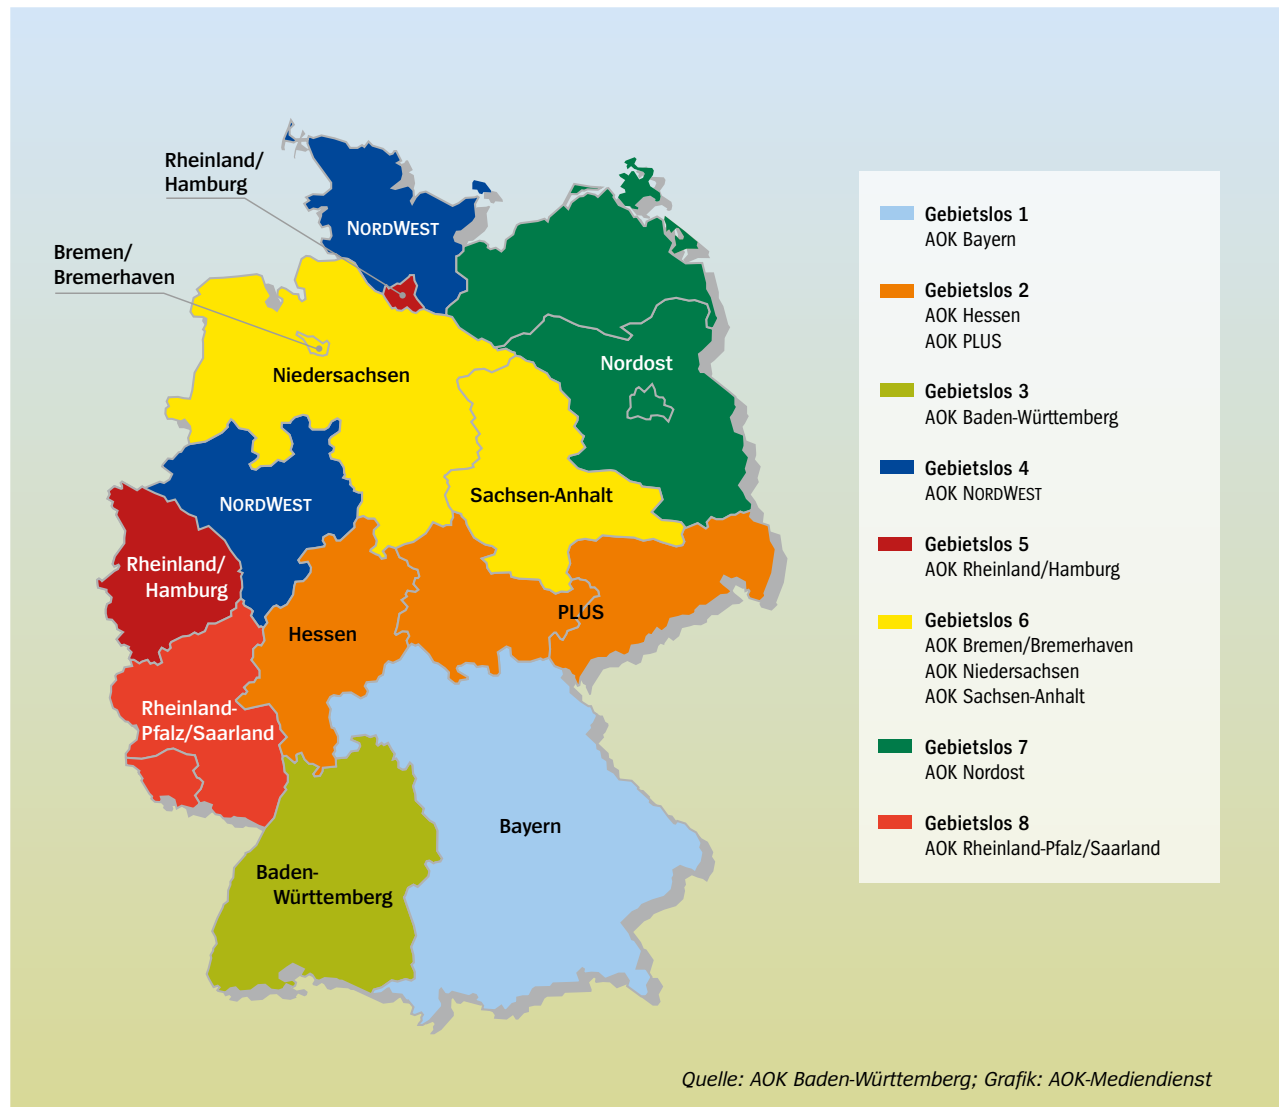 Rheinland/
Hamburg
Bremen/
Bremerhaven
NORDWEST
Niedersachsen
Nordost
NORDWEST
Sachsen-Anhalt
Rheinland/
Hamburg
Hessen
PLUS
Rheinland-
Pfalz/Saarland
Bayern
Baden-
Württemberg
Gebietslos 1
AOK Bayern
Gebietslos 2
AOK Hessen
AOK PLUS
Gebietslos 3
AOK Baden-Württemberg
Gebietslos 4
AOK NORDWEST
Gebietslos 5
AOK Rheinland/Hamburg
Gebietslos 6
AOK Bremen/Bremerhaven
AOK Niedersachsen
AOK Sachsen-Anhalt
Gebietslos 7
AOK Nordost
Gebietslos 8
AOK Rheinland-Pfalz/Saarland
Quelle: AOK Baden-Württemberg; Grafik: AOK-Mediendienst